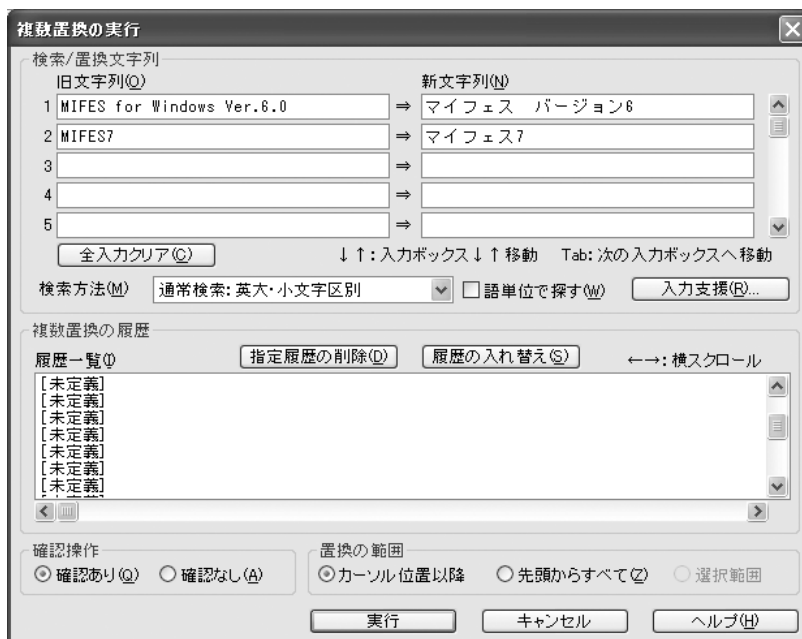 複数置換の実行
検索/置換文字列
旧文字列(O) 新文字列(N)
1 MIFES for Windows Ver.6.0 ⇒ マイフェス バージョン6
2 MIFES7 ⇒ マイフェス7
3 ⇒
4 ⇒
5 ⇒
全入力クリア(C) ↓↑:入力ボックス↓↑移動 Tab:次の入力ボックスへ移動
検索方法(M) 通常検索:英大・小文字区別 語単位で探す(W) 入力支援(R)...
複数置換の履歴
履歴一覧(I) 指定履歴の削除(D) 履歴の入れ替え(S) ←→:横スクロール
[未定義]
[未定義]
[未定義]
[未定義]
[未定義]
[未定義]
[未定義]
確認操作 置換の範囲
確認あり(Q) 確認なし(A) カーソル位置以降 先頭からすべて(Z) 選択範囲
実行 キャンセル ヘルプ(H)